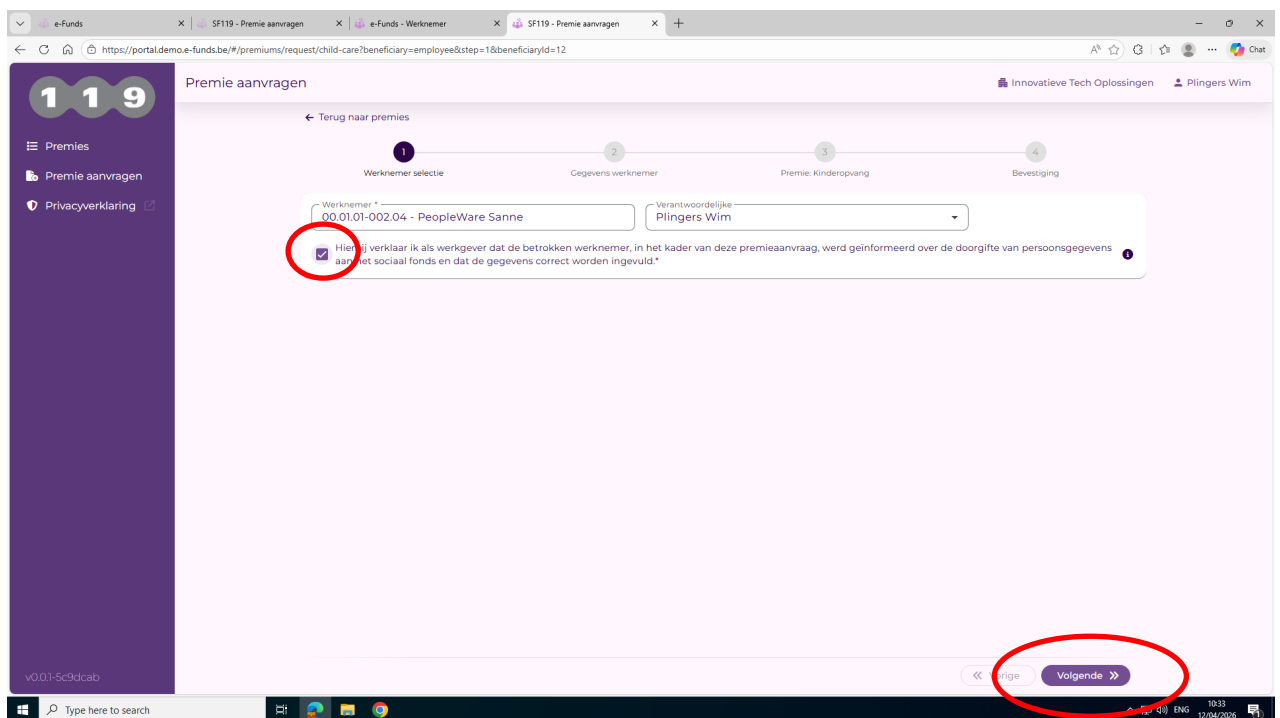 e-Funds
SF119 - Premie aanvragen
e-Funds - Werknemer
SF119 - Premie aanvragen
https://portal.demo.e-funds.be/#/premiums/request/child-care?beneficiary=employee&step=1&beneficiaryId=12
Chat
119
Premie aanvragen
Innovatieve Tech Oplossingen
Plingers Wim
Terug naar premies
Premies
Premie aanvragen
Privacyverklaring
1
2
3
4
Werknemer selectie
Gegevens werknemer
Premie: Kinderopvang
Bevestiging
Werknemer *
00.01.01-002.04 - PeopleWare Sanne
Verantwoordelijke
Plingers Wim
Hierbij verklaar ik als werkgever dat de betrokken werknemer, in het kader van deze premieaanvraag, werd geïnformeerd over de doorgifte van persoonsgegevens
aan het sociaal fonds en dat de gegevens correct worden ingevuld.*
Vorige
Volgende
v0.0.1-5c9dcab
Type here to search
ENG
10:33
12/04/2026